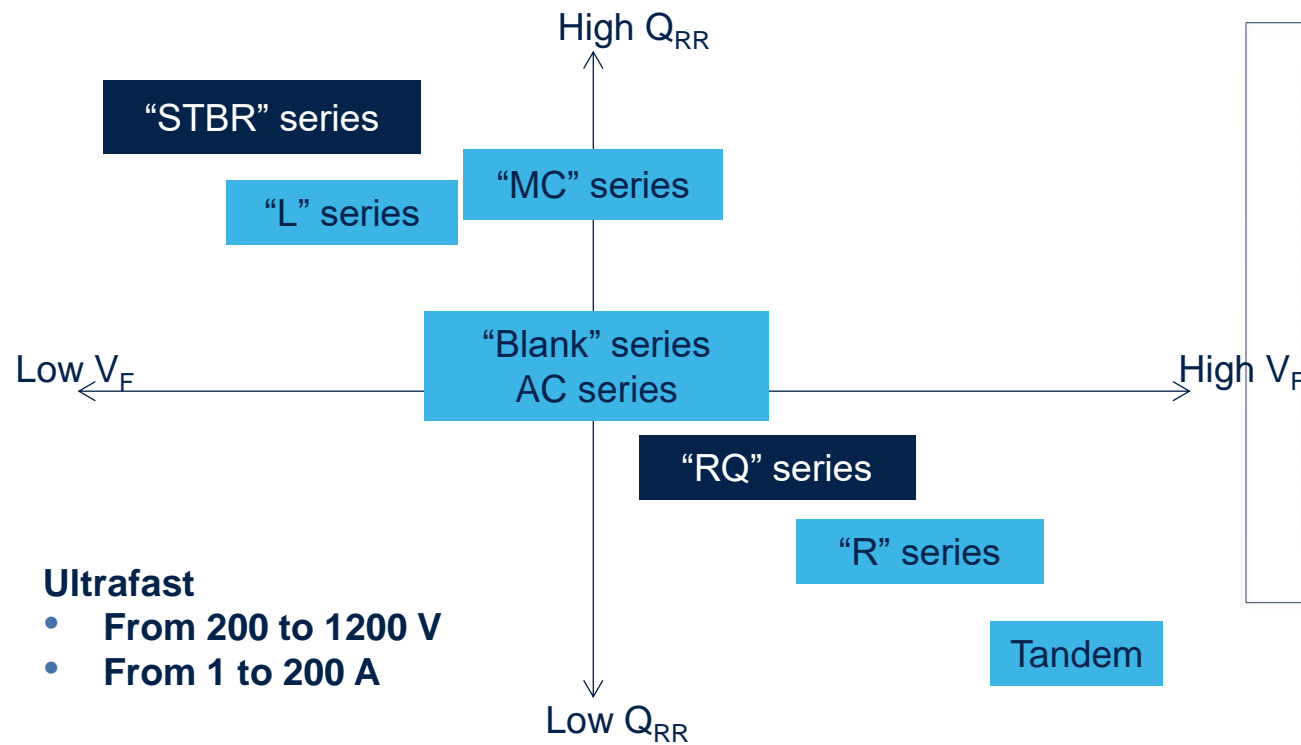 High QRR
“STBR” series
“MC” series
“L” series
“Blank” series
AC series
Low VF
High VF
“RQ” series
“R” series
Ultrafast
• From 200 to 1200 V
• From 1 to 200 A
Tandem
Low QRR